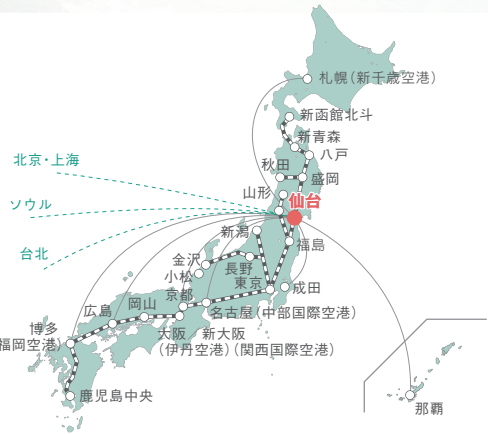 札幌(新千歳空港)
新函館北斗
新青森
八戸
秋田
盛岡
北京・上海
山形
仙台
ソウル
新潟
福島
台北
金沢
長野
小松
東京
成田
京都
岡山
名古屋(中部国際空港)
広島
博多
福岡空港)
大阪
(伊丹空港)
新大阪
(関西国際空港)
鹿児島中央
那覇